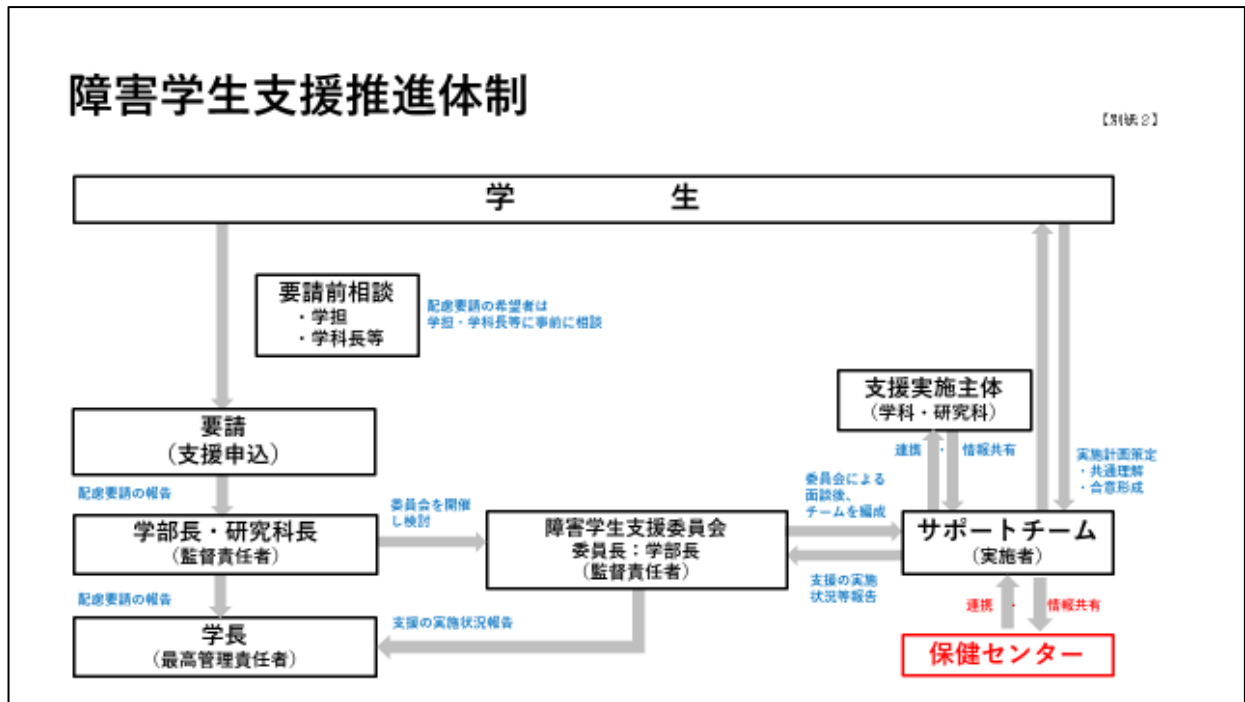 障害学生支援推進体制
【別紙2】
学 生
要請前相談
・学担
・学科長等
配慮要請の希望者は
学担・学科長等に事前に相談
支援実施主体
（学科・研究科）
要請
（支援申込）
連携 ・ 情報共有
実施計画策定
・共通理解
・合意形成
配慮要請の報告
委員会を開催
し検討
委員会による
面談後、
チームを編成
学部長・研究科長
（監督責任者）
障害学生支援委員会
委員長：学部長
（監督責任者）
サポートチーム
（実施者）
配慮要請の報告
支援の実施
状況等報告
連携 ・ 情報共有
学長
（最高管理責任者）
支援の実施状況報告
保健センター